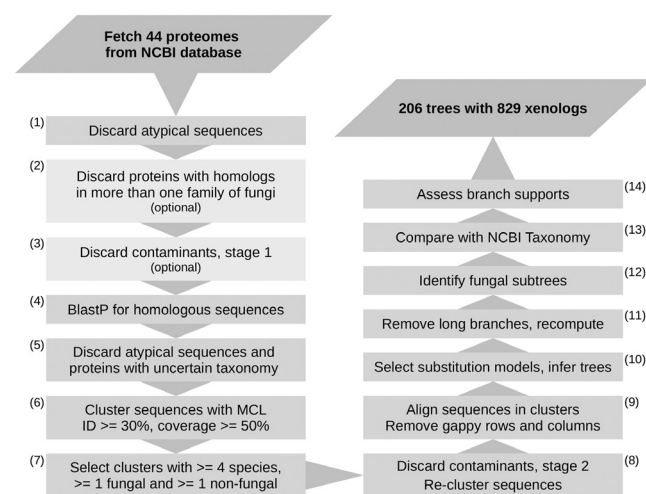 Fetch 44 proteomes
from NCBI database
(1)
Discard atypical sequences
(2)
Discard proteins with homologs
in more than one family of fungi
(optional)
(3)
Discard contaminants, stage 1
(optional)
(4)
BlastP for homologous sequences
(5)
Discard atypical sequences and
proteins with uncertain taxonomy
(6)
Cluster sequences with MCL
ID >= 30%, coverage >= 50%
(7)
Select clusters with >= 4 species,
>= 1 fungal and >= 1 non-fungal
206 trees with 829 xenologs
(14)
Assess branch supports
(13)
Compare with NCBI Taxonomy
(12)
Identify fungal subtrees
(11)
Remove long branches, recompute
(10)
Select substitution models, infer trees
(9)
Align sequences in clusters
Remove gappy rows and columns
(8)
Discard contaminants, stage 2
Re-cluster sequences